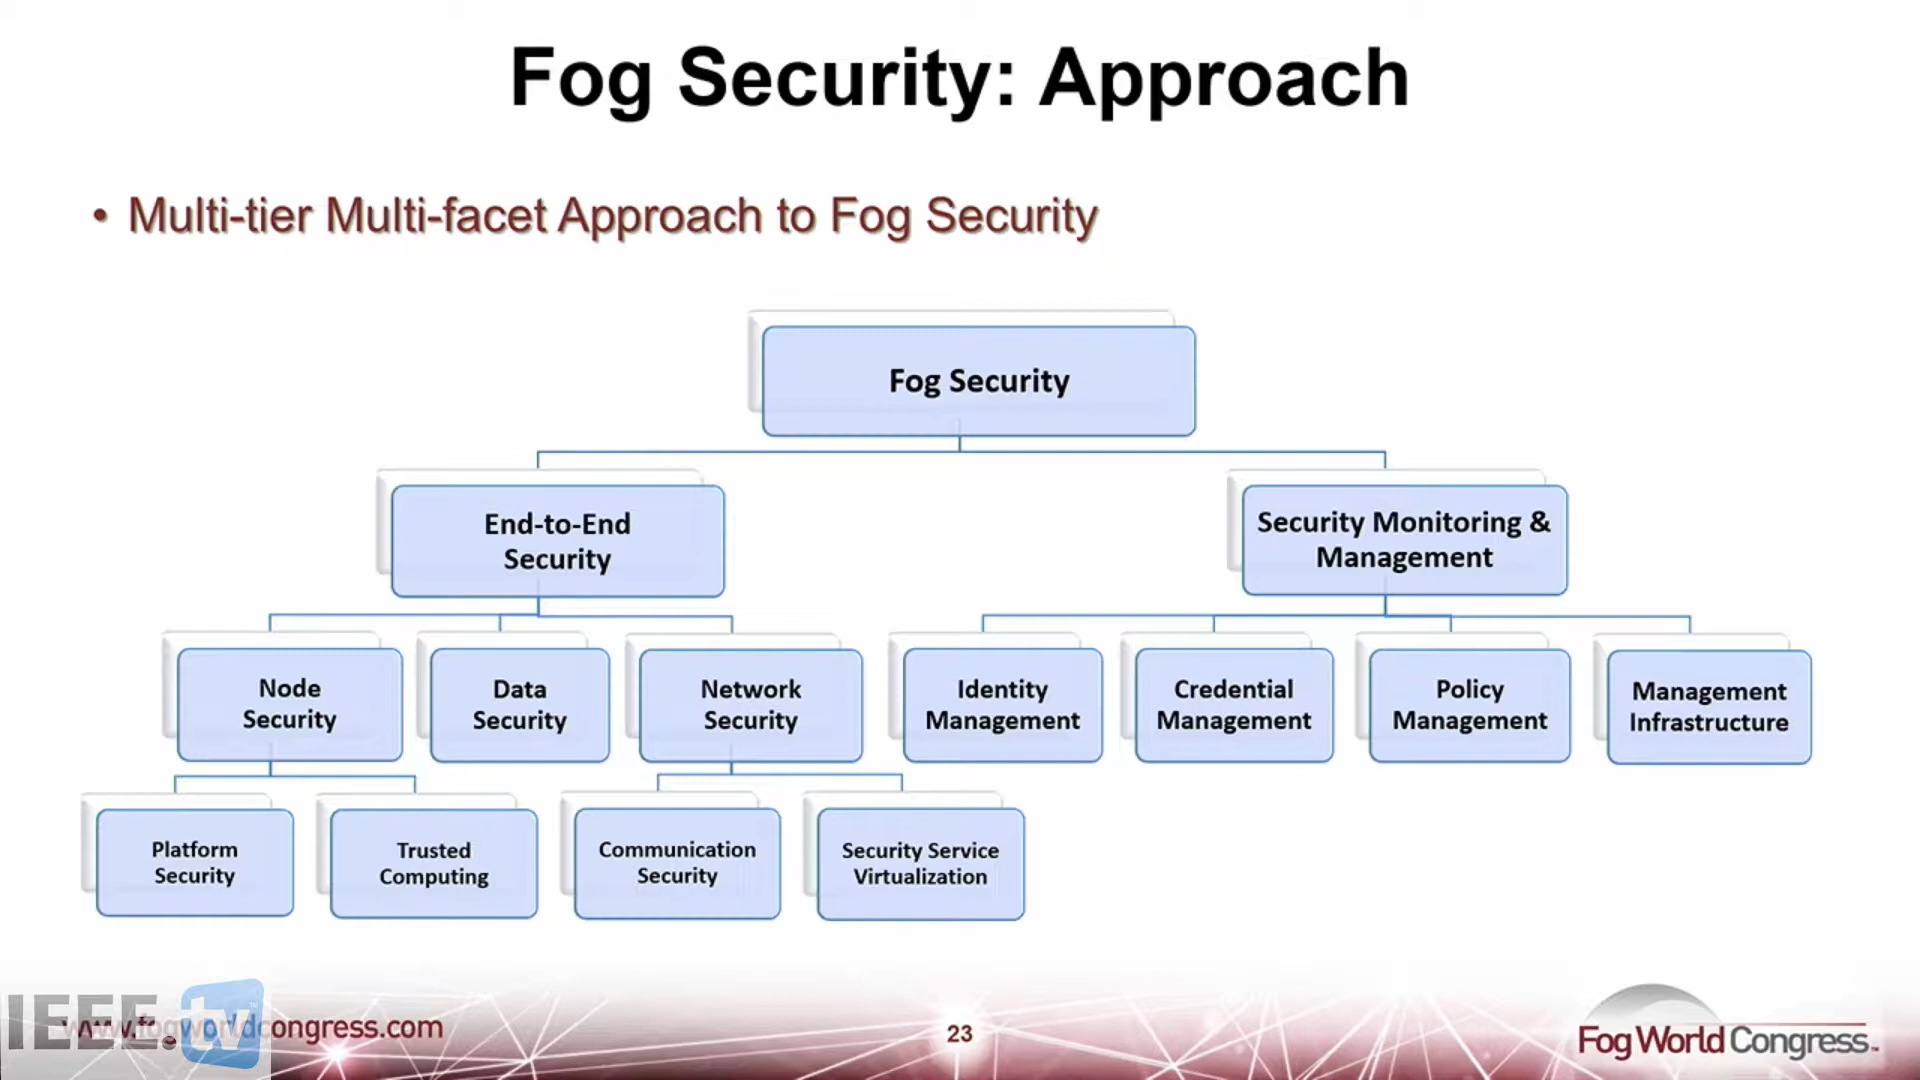 Fog Security: Approach
• Multi-tier Multi-facet Approach to Fog Security
Fog Security
End-to-End
Security
Security Monitoring &
Management
Node
Security
Data
Security
Network
Security
Identity
Management
Credential
Management
Policy
Management
Management
Infrastructure
Platform
Security
Trusted
Computing
Communication
Security
Security Service
Virtualization
IEEE.tv
www.fogworldcongress.com
23
Fog World Congress